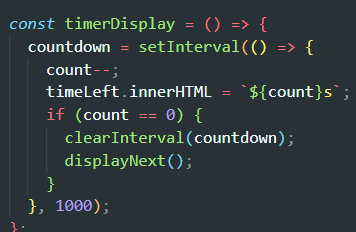 const timerDisplay = () => {
countdown = setInterval(() => {
count--;
timeLeft.innerHTML = `${count}s`;
if (count == 0) {
clearInterval(countdown);
displayNext();
}
}, 1000);
};